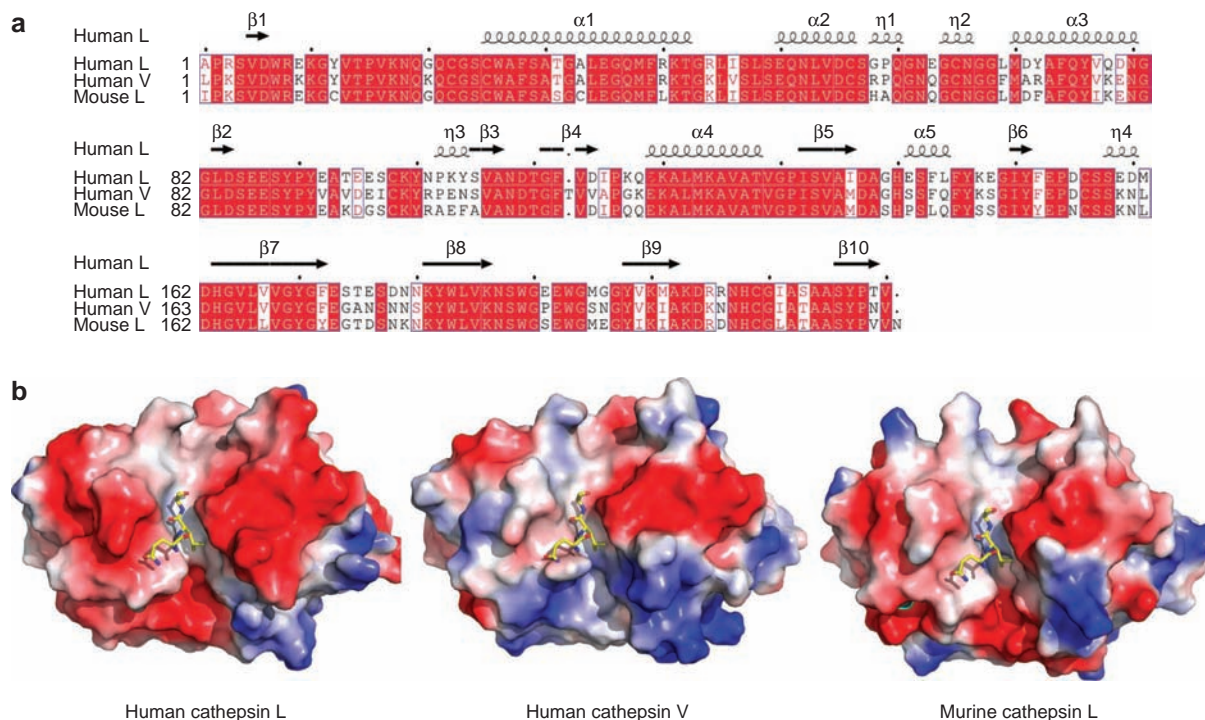 a
β1 α1 α2 η1 η2 α3
Human L
Human L 1 APRSVDWREKGYVTPVKNQGQCGSCWAFSATGALEGQMFRKTGRLISLSEQNLVDCSGPQGNEGCNGGLMDYAFQYVQDNG
Human V 1 LPKSVDWRKKGYVTPVKNQKQCGSCWAFSATGALEGQMFRKTGKLVSLSEQNLVDCSRPQGNQGCNGGFMARAFQYVKENG
Mouse L 1 IPKSVDWREKGCVTPVKNQGQCGSCWAFSASGCLEGQMFLKTGKLISLSEQNLVDCSHAQGNQGCNGGLMDFAFQYIKENG
β2 η3 β3 β4 α4 β5 α5 β6 η4
Human L
Human L 82 GLDSEESYPYEATEESCKYNPKYSVANDTGF.VDIPKQEKALMKAVATVGPISVAIDAGHESFLFYKEGIYFEPDCSSEDM
Human V 82 GLDSEESYPYVAVDEICKYRPENSVANDTGFTVVAPGKEKALMKAVATVGPISVAMDAGHSSFQFYKSGIYFEPDCSSKNL
Mouse L 82 GLDSEESYPYEAKDGSCKYRAEFAVANDTGF.VDIPQQEKALMKAVATVGPISVAMDASHPSLQFYSSGIYYEPNCSSKNL
β7 β8 β9 β10
Human L
Human L 162 DHGVLVVGYGFESTESDNNKYWLVKNSWGEEWGMGGYVKMAKDRRNHCGIASAASYPTV.
Human V 163 DHGVLVVGYGFEGANSNNSKYWLVKNSWGPEWGSNGYVKIAKDKNNHCGIATAASYPNV.
Mouse L 162 DHGVLLVGYGYEGTDSNKNKYWLVKNSWGSEWGMEGYIKIAKDRDNHCGLATAASYPVVN
b
Human cathepsin L Human cathepsin V Murine cathepsin L